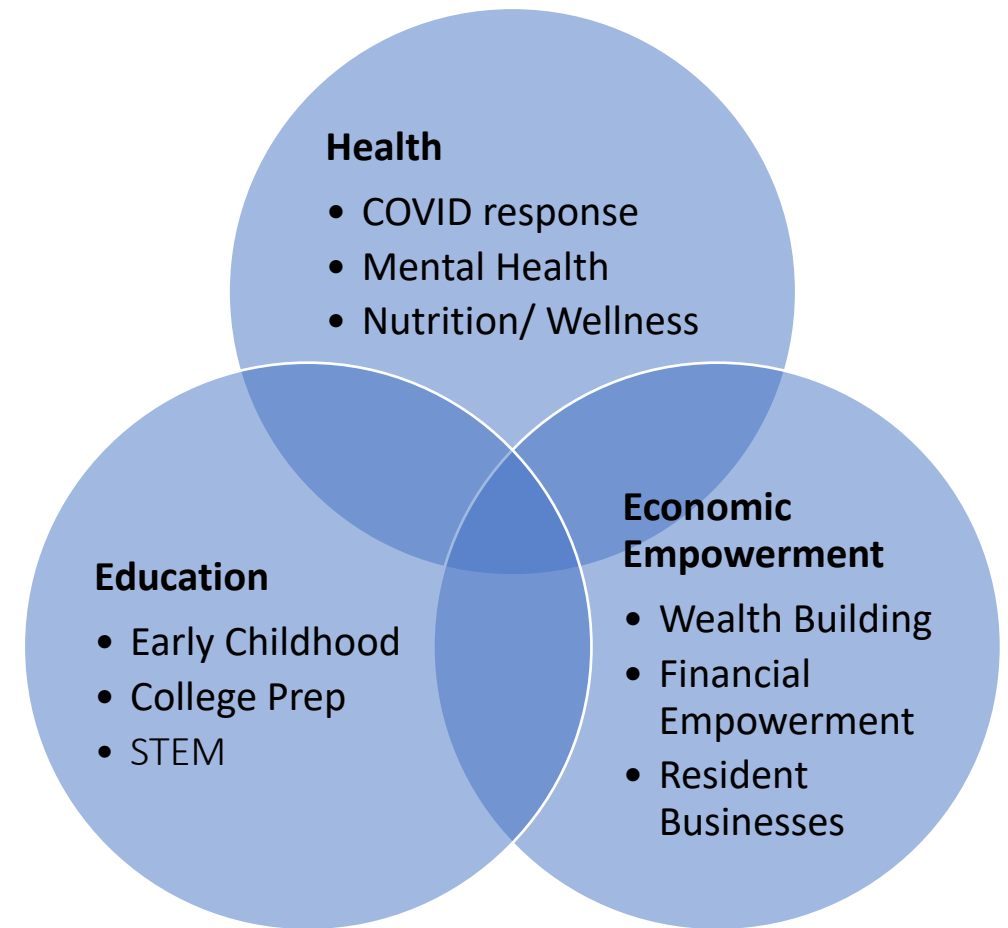 Health
• COVID response
• Mental Health
• Nutrition/ Wellness
Education
• Early Childhood
• College Prep
• STEM
Economic
Empowerment
• Wealth Building
• Financial
Empowerment
• Resident
Businesses